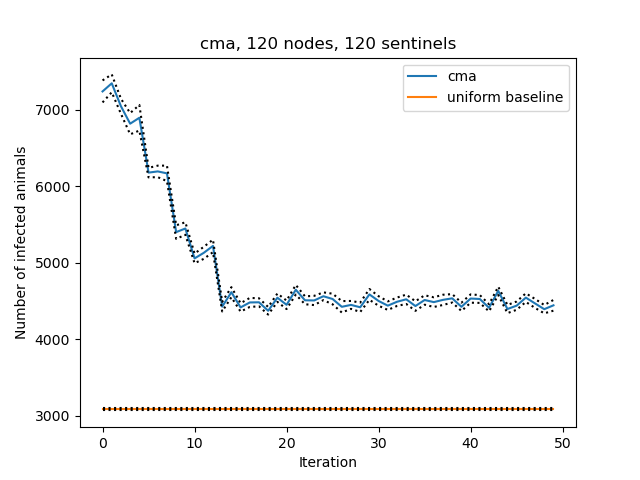 cma, 120 nodes, 120 sentinels
cma
uniform baseline
Number of infected animals
7000
6000
5000
4000
3000
0 10 20 30 40 50
Iteration